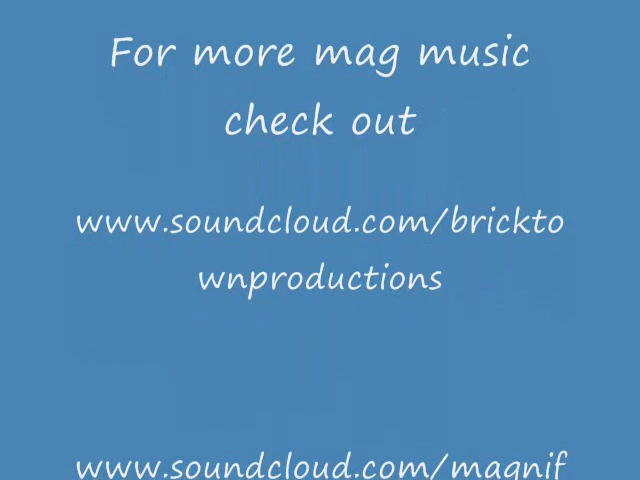 For more mag music
check out
www.soundcloud.com/brickto
wnproductions
www.soundcloud.com/magnif